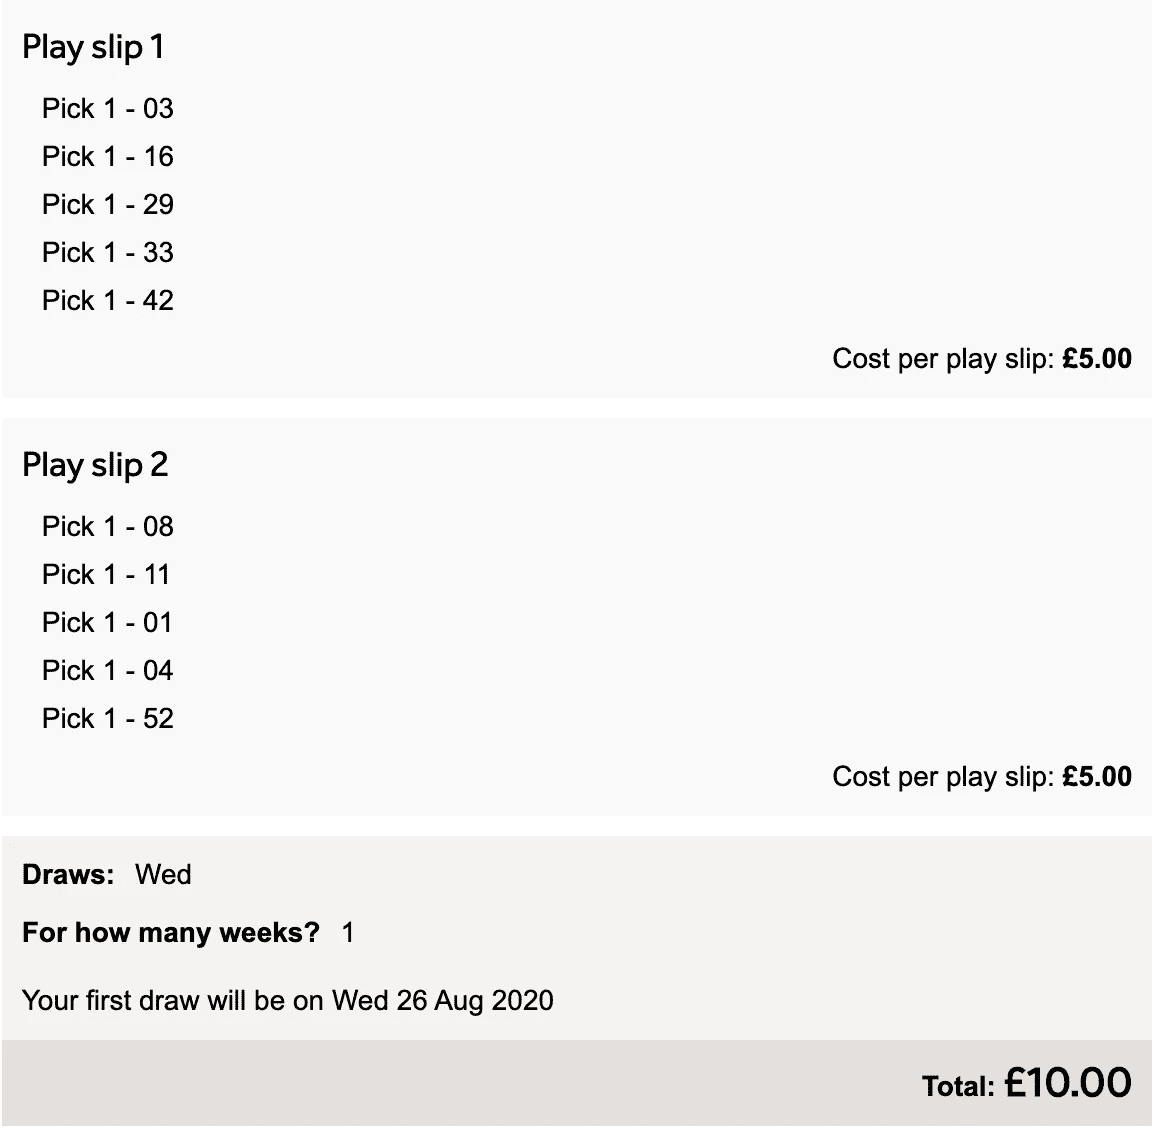 Play slip 1
Pick 1 - 03
Pick 1 - 16
Pick 1 - 29
Pick 1 - 33
Pick 1 - 42
Cost per play slip: £5.00
Play slip 2
Pick 1 - 08
Pick 1 - 11
Pick 1 - 01
Pick 1 - 04
Pick 1 - 52
Cost per play slip: £5.00
Draws: Wed
For how many weeks? 1
Your first draw will be on Wed 26 Aug 2020
Total: £10.00